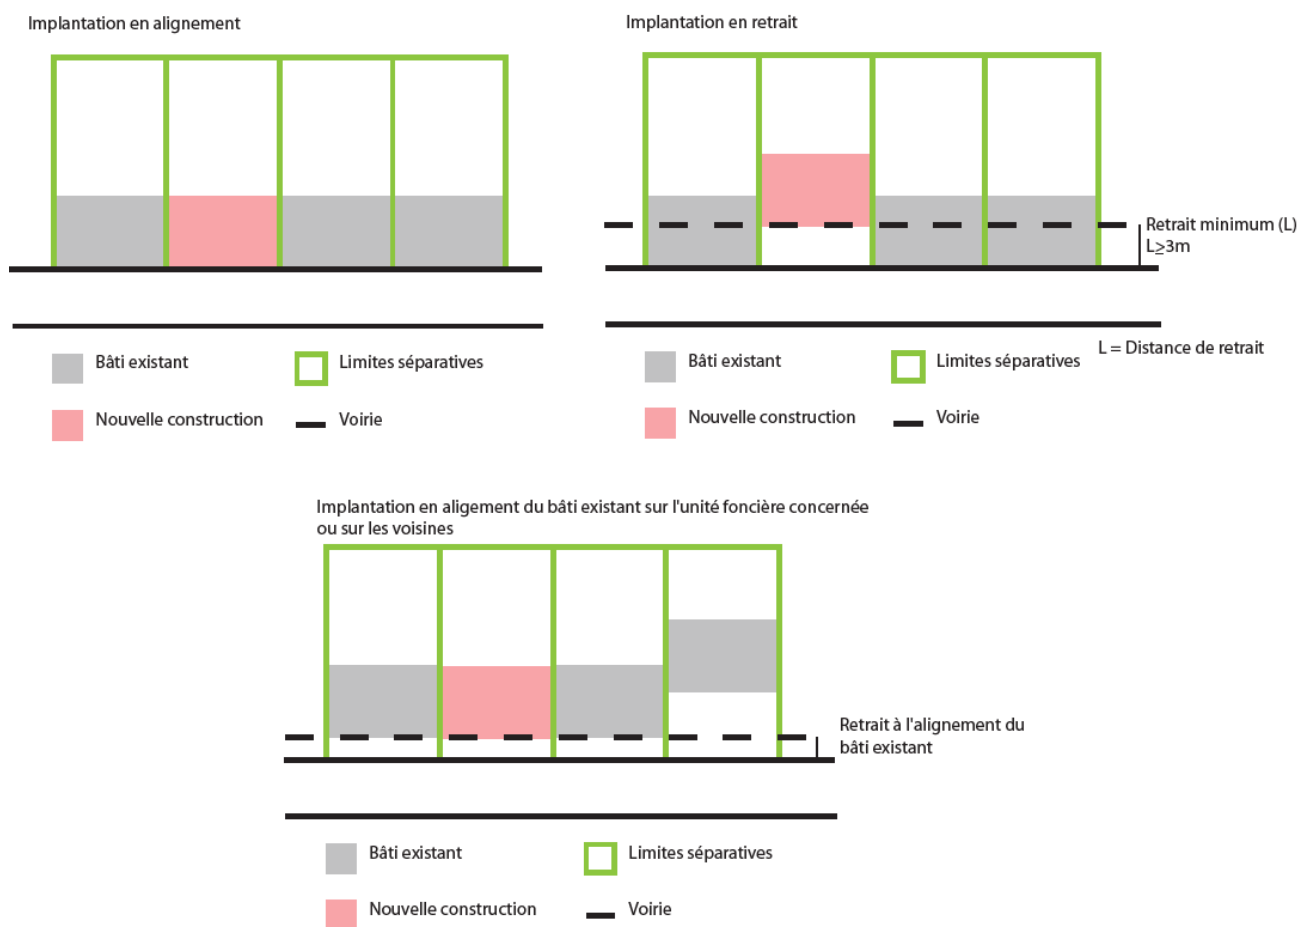 Implantation en alignement
Bâti existant
Limites séparatives
Nouvelle construction
Voirie
Implantation en retrait
Retrait minimum (L)
L≥3m
L = Distance de retrait
Bâti existant
Limites séparatives
Nouvelle construction
Voirie
Implantation en aligement du bâti existant sur l'unité foncière concernée
ou sur les voisines
Retrait à l'alignement du
bâti existant
Bâti existant
Limites séparatives
Nouvelle construction
Voirie